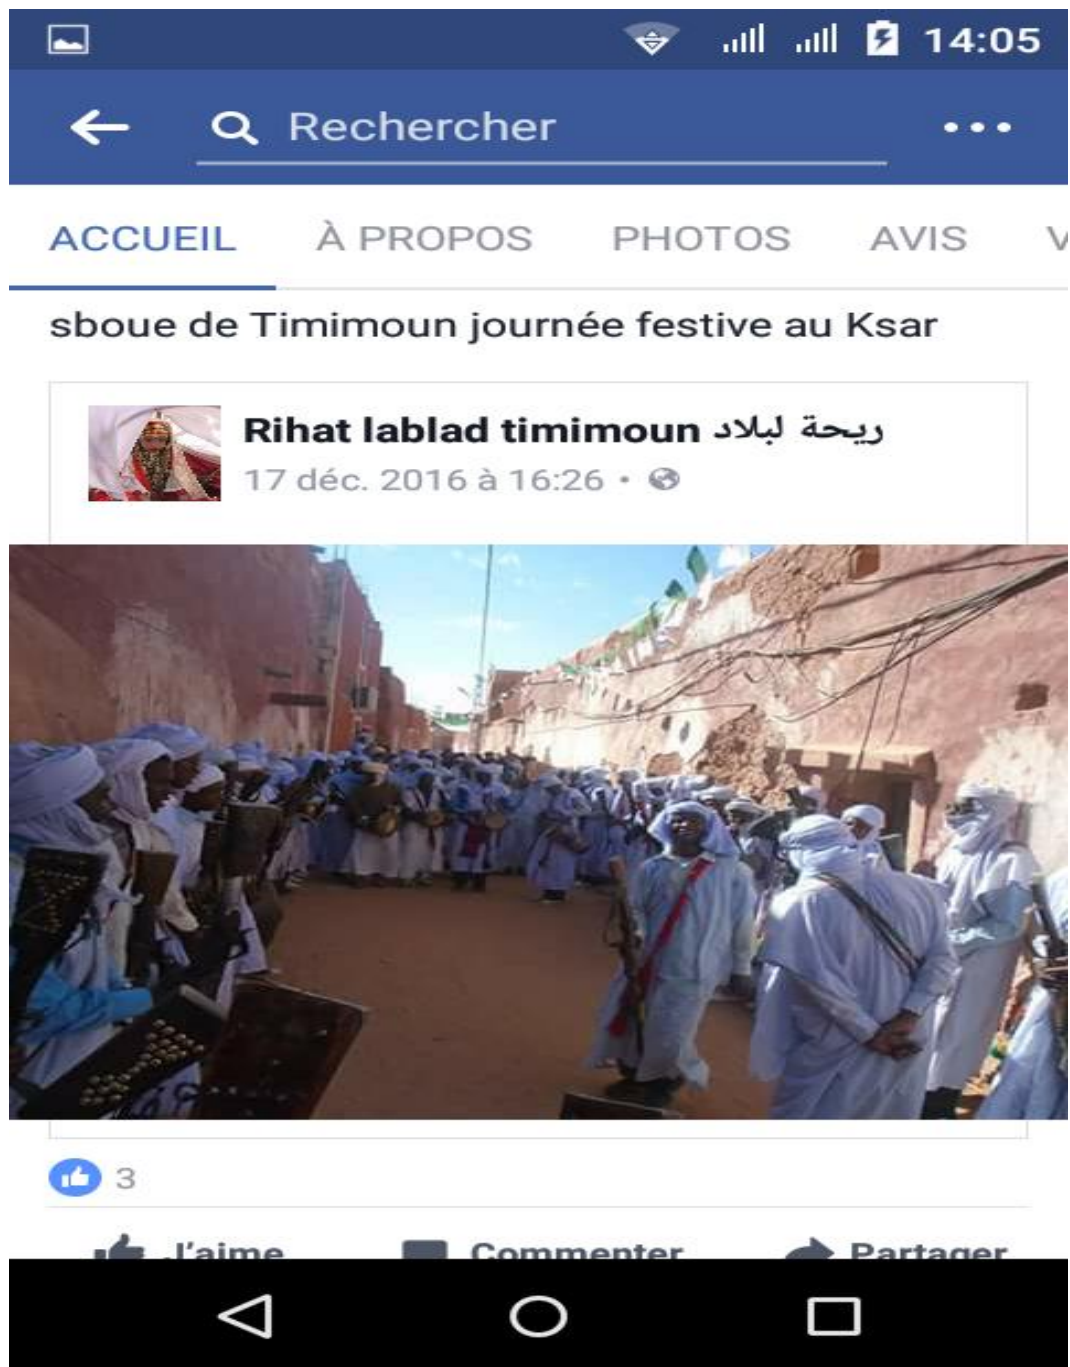 14:05
Rechercher
ACCUEIL À PROPOS PHOTOS AVIS V
sboue de Timimoun journée festive au Ksar
Rihat lablad timimoun ريحة لبلاد
17 déc. 2016 à 16:26 •
3
J'aime Commenter Partager